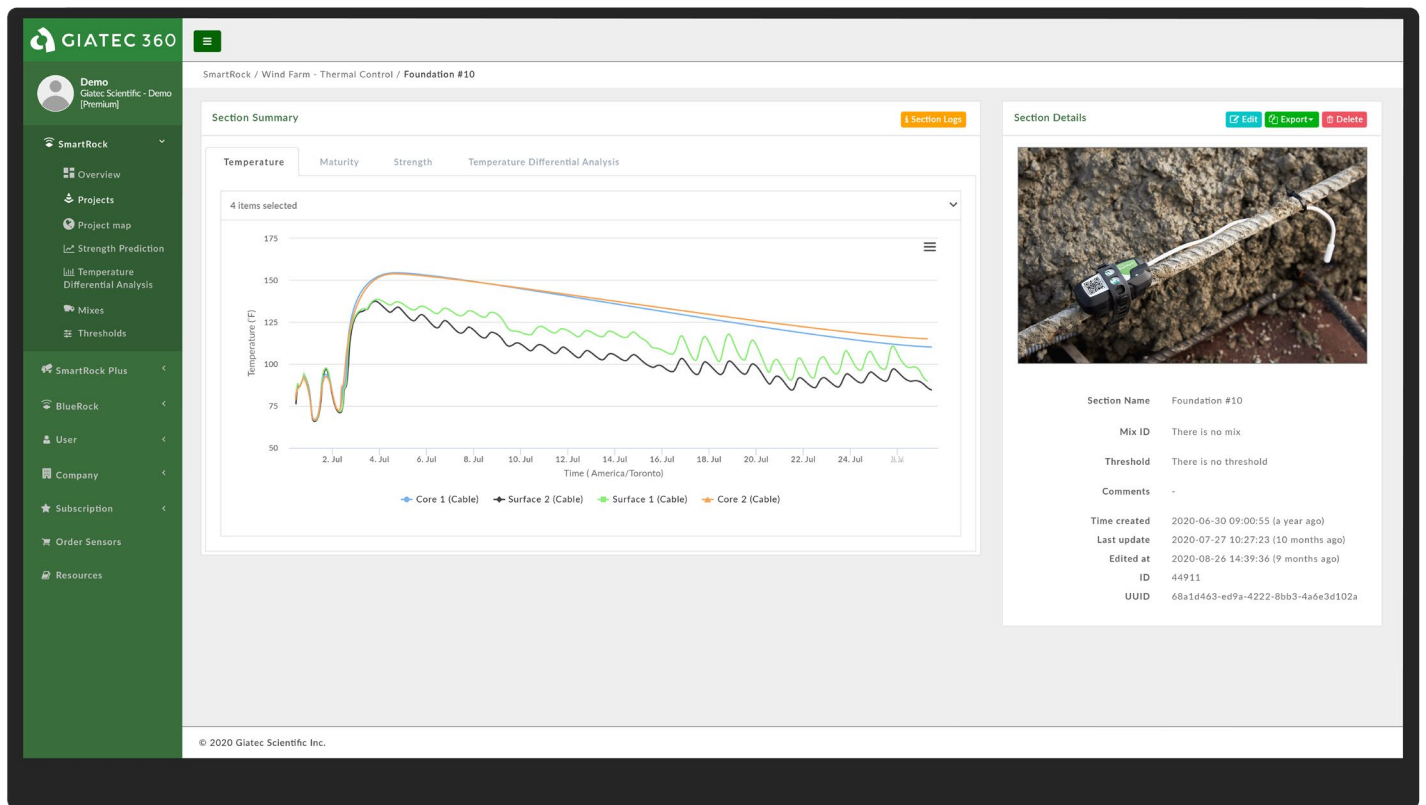 GIATEC 360
SmartRock / Wind Farm - Thermal Control / Foundation #10
Demo
Giatec Scientific - Demo
[Premium]
SmartRock
Overview
Projects
Project map
Strength Prediction
Temperature
Differential Analysis
Mixes
Thresholds
SmartRock Plus
BlueRock
User
Company
Subscription
Order Sensors
Resources
Section Summary
Section Logs
Temperature Maturity Strength Temperature Differential Analysis
4 items selected
175
150
125
100
75
50
Temperature (°F)
2. Jul 4. Jul 6. Jul 8. Jul 10. Jul 12. Jul 14. Jul 16. Jul 18. Jul 20. Jul 22. Jul 24. Jul
Time ( America/Toronto)
Core 1 (Cable) Surface 2 (Cable) Surface 1 (Cable) Core 2 (Cable)
Section Details
Edit Export Delete
Section Name Foundation #10
Mix ID There is no mix
Threshold There is no threshold
Comments -
Time created 2020-06-30 09:00:55 (a year ago)
Last update 2020-07-27 10:27:23 (10 months ago)
Edited at 2020-08-26 14:39:36 (9 months ago)
ID 44911
UUID 68a1d463-ed9a-4222-8bb3-4a6e3d102a
© 2020 Giatec Scientific Inc.